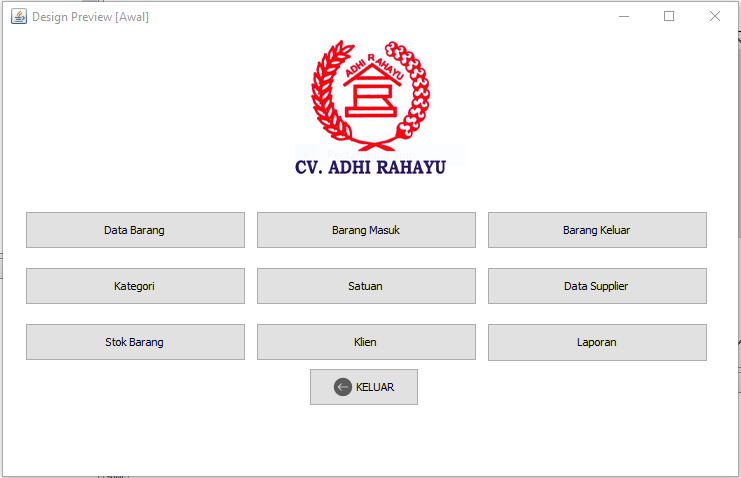 Design Preview [Awal]
ADHI RAHAYU
CV. ADHI RAHAYU
Data Barang
Barang Masuk
Barang Keluar
Kategori
Satuan
Data Supplier
Stok Barang
Klien
Laporan
KELUAR